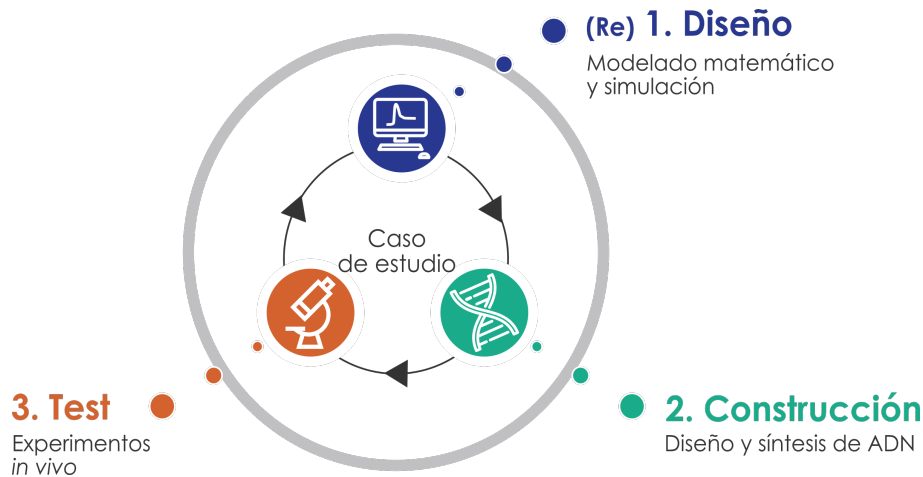 (Re) 1. Diseño
Modelado matemático
y simulación
Caso
de estudio
2. Construcción
Diseño y síntesis de ADN
3. Test
Experimentos
in vivo